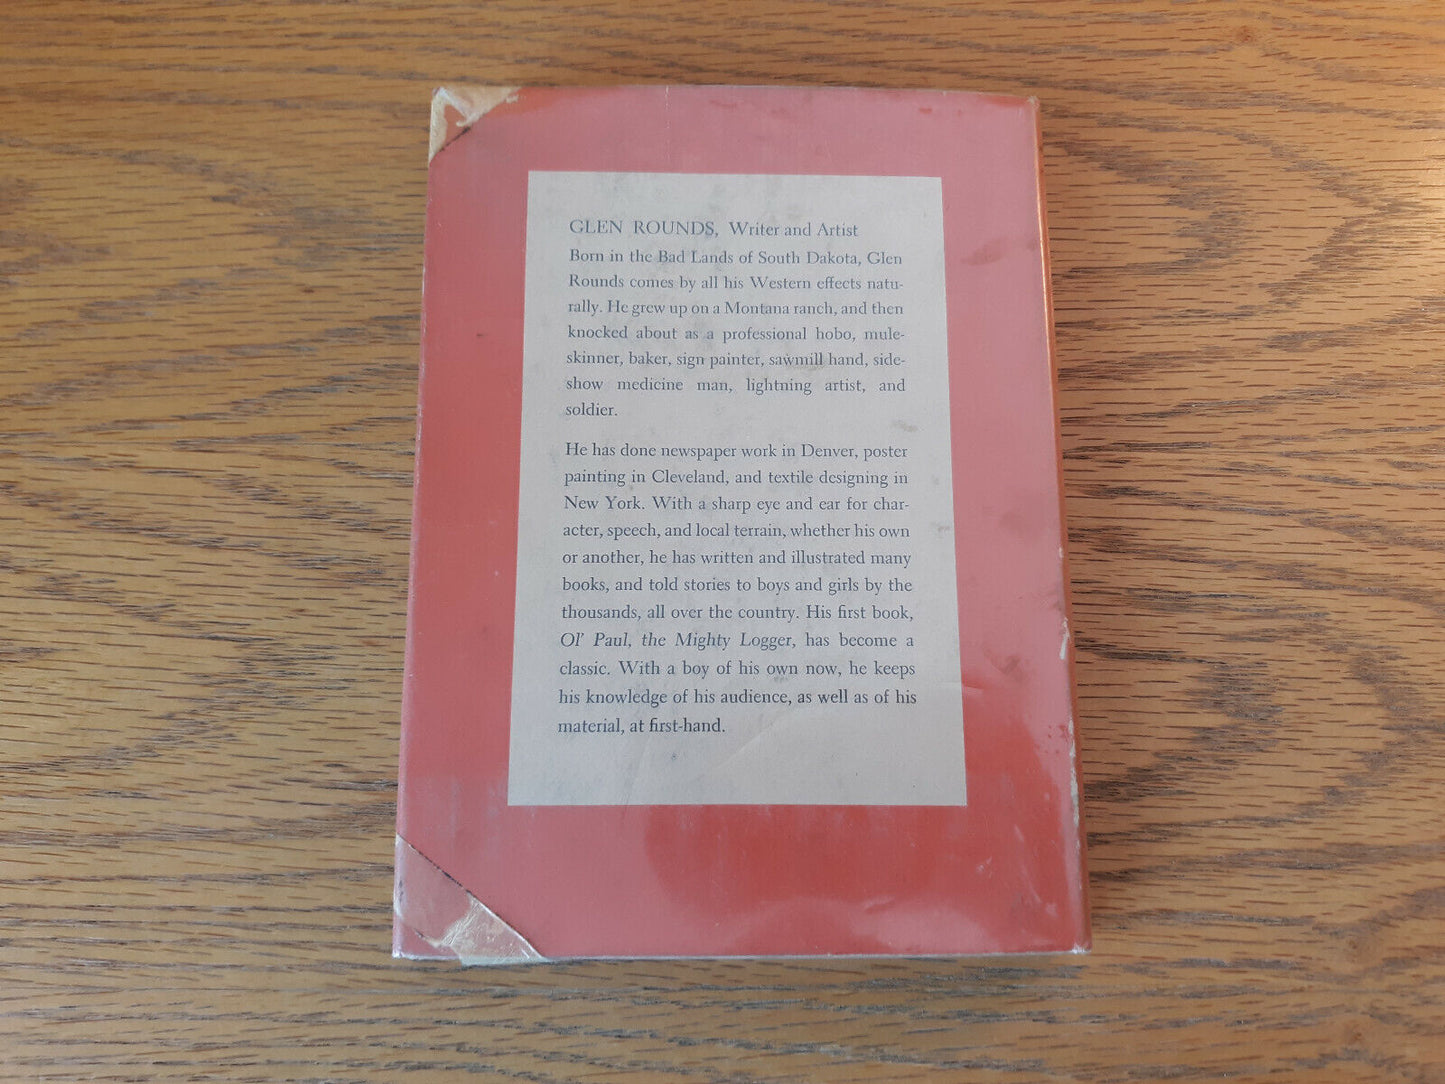 GLEN ROUNDS, Writer and Artist
Born in the Bad Lands of South Dakota, Glen
Rounds comes by all his Western effects natu-
rally. He grew up on a Montana ranch, and then
knocked about as a professional hobo, mule-
skinner, baker, sign painter, sawmill hand, side-
show medicine man, lightning artist, and
soldier.
He has done newspaper work in Denver, poster
painting in Cleveland, and textile designing in
New York. With a sharp eye and ear for char-
acter, speech, and local terrain, whether his own
or another, he has written and illustrated many
books, and told stories to boys and girls by the
thousands, all over the country. His first book,
Ol' Paul, the Mighty Logger, has become a
classic. With a boy of his own now, he keeps
his knowledge of his audience, as well as of his
material, at first-hand.